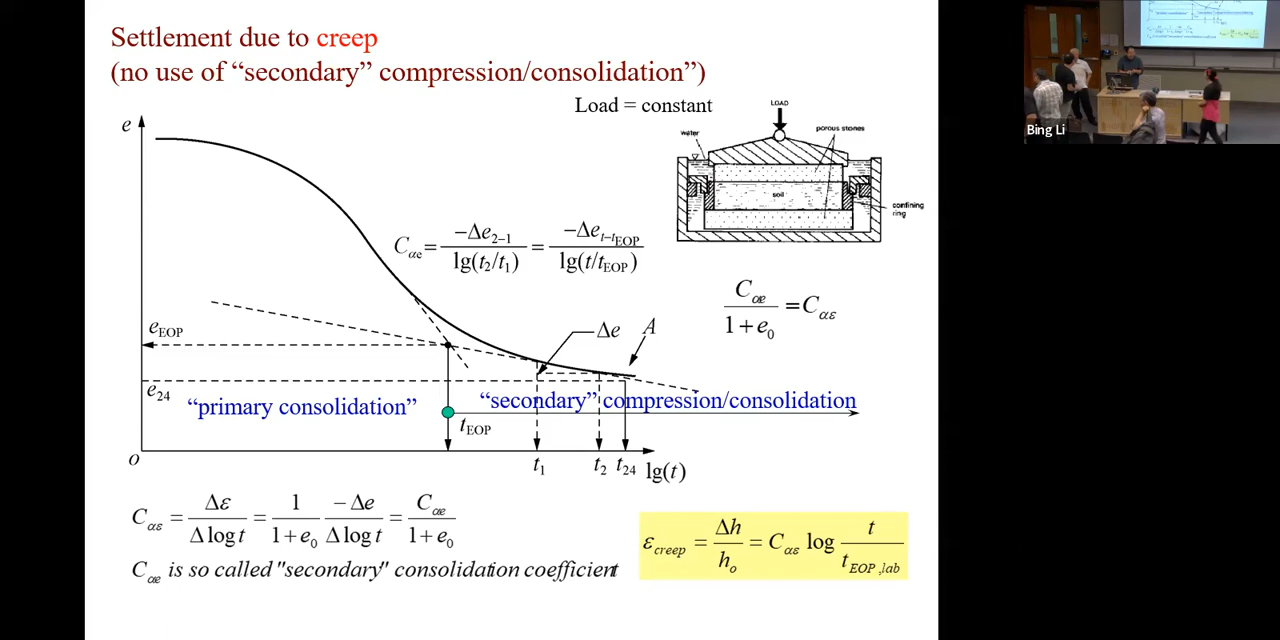 Settlement due to creep
(no use of “secondary” compression/consolidation”)
Load = constant
LOAD
water
porous stones
soil
confining
ring
Bing Li
e
C_αe = −Δe_2−1 / lg(t_2/t_1) = −Δe_t−t_EOP / lg(t/t_EOP)
C_αe / 1+e_0 = C_αε
Δe
A
e_EOP
e_24
“primary consolidation”
“secondary” compression/consolidation
t_EOP
o
t_1
t_2
t_24
lg(t)
C_αε = Δε / Δlog t = 1 / 1+e_0 −Δe / Δlog t = C_αe / 1+e_0
C_αe is so called "secondary" consolidation coefficient
ε_creep = Δh / h_o = C_αε log t / t_EOP,lab